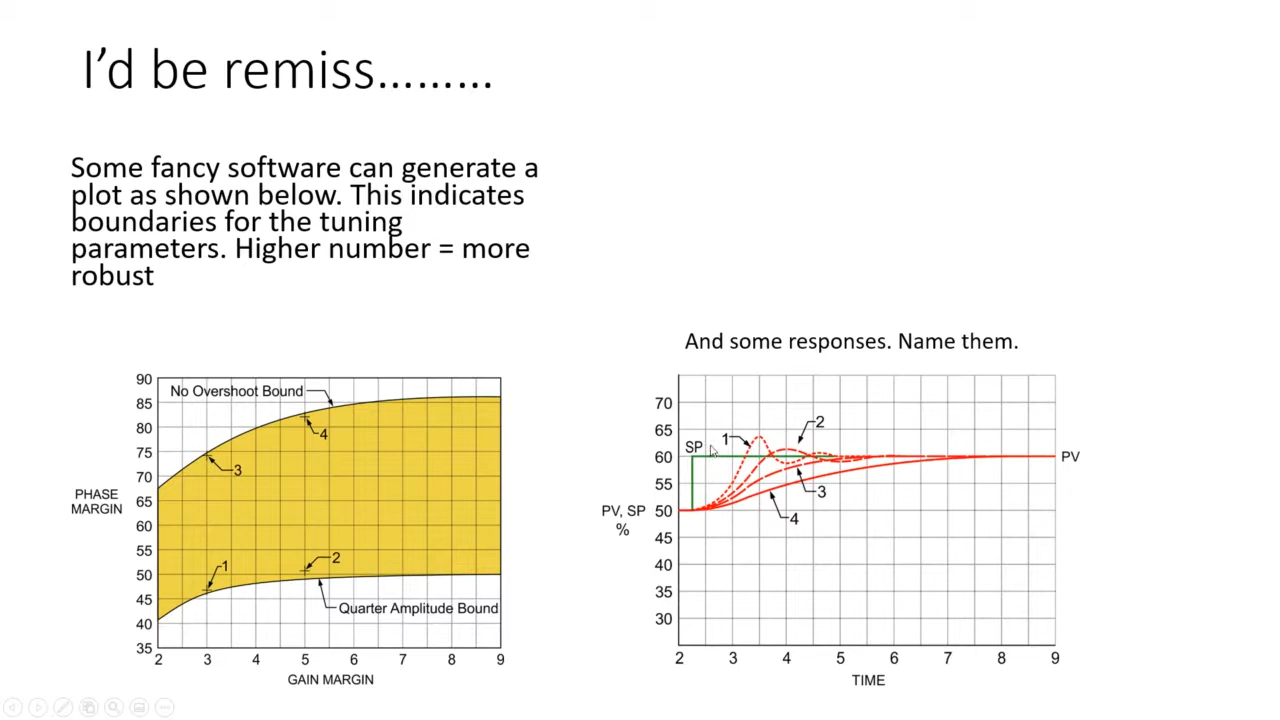 I'd be remiss.........
Some fancy software can generate a
plot as shown below. This indicates
boundaries for the tuning
parameters. Higher number = more
robust
And some responses. Name them.
90
85
80
75
70
65
60
55
50
45
40
35
PHASE
MARGIN
No Overshoot Bound
4
3
2
1
Quarter Amplitude Bound
2 3 4 5 6 7 8 9
GAIN MARGIN
70
65
60
55
50
45
40
35
30
PV, SP
%
SP
1
2
3
4
PV
2 3 4 5 6 7 8 9
TIME